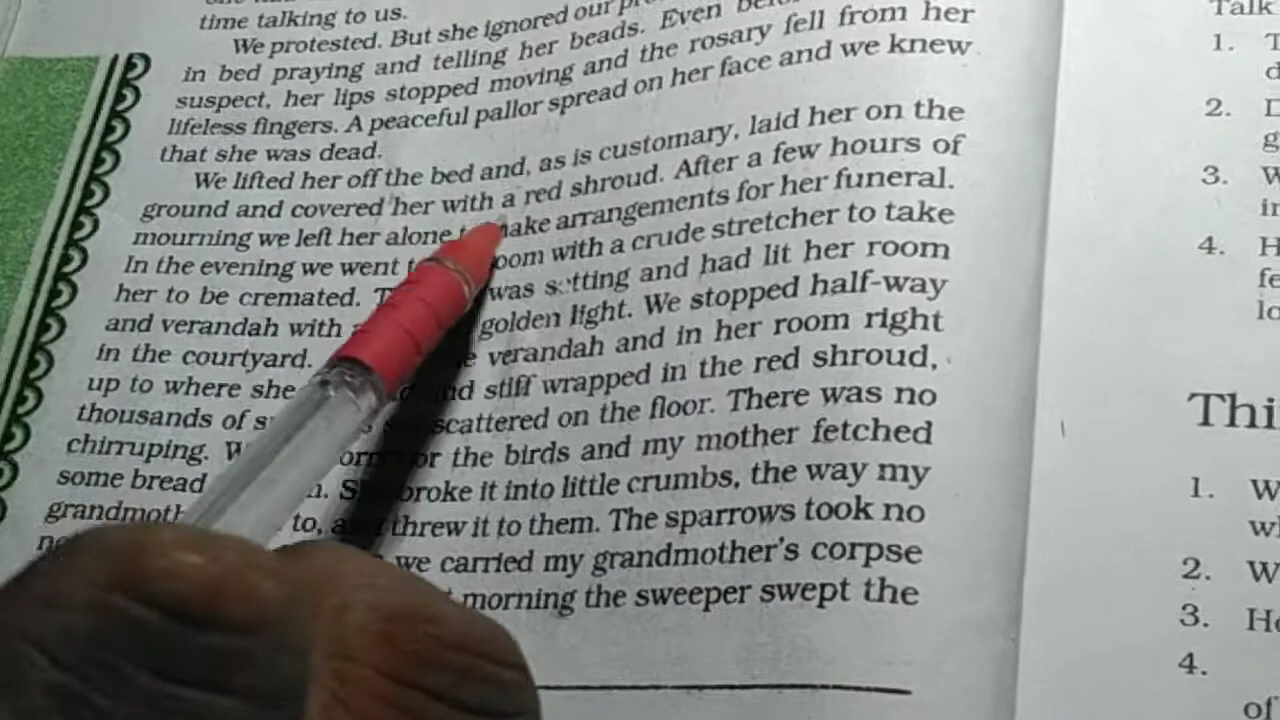 time talking to us.
We protested. But she ignored our
in bed praying and telling her beads. Even
suspect, her lips stopped moving and the rosary fell from her
lifeless fingers. A peaceful pallor spread on her face and we knew
that she was dead.
We lifted her off the bed and, as is customary, laid her on the
ground and covered her with a red shroud. After a few hours of
mourning we left her alone make arrangements for her funeral.
In the evening we went with a crude stretcher to take
her to be cremated. was setting and had lit her room
and verandah with golden light. We stopped half-way
in the courtyard. verandah and in her room right
up to where she stiff wrapped in the red shroud,
thousands of scattered on the floor. There was no
chirruping. for the birds and my mother fetched
some bread broke it into little crumbs, the way my
to, threw it to them. The sparrows took no
we carried my grandmother's corpse
morning the sweeper swept the
Talk
1.
2.
3.
4.
Thi
1.
2.
3.
4.
of